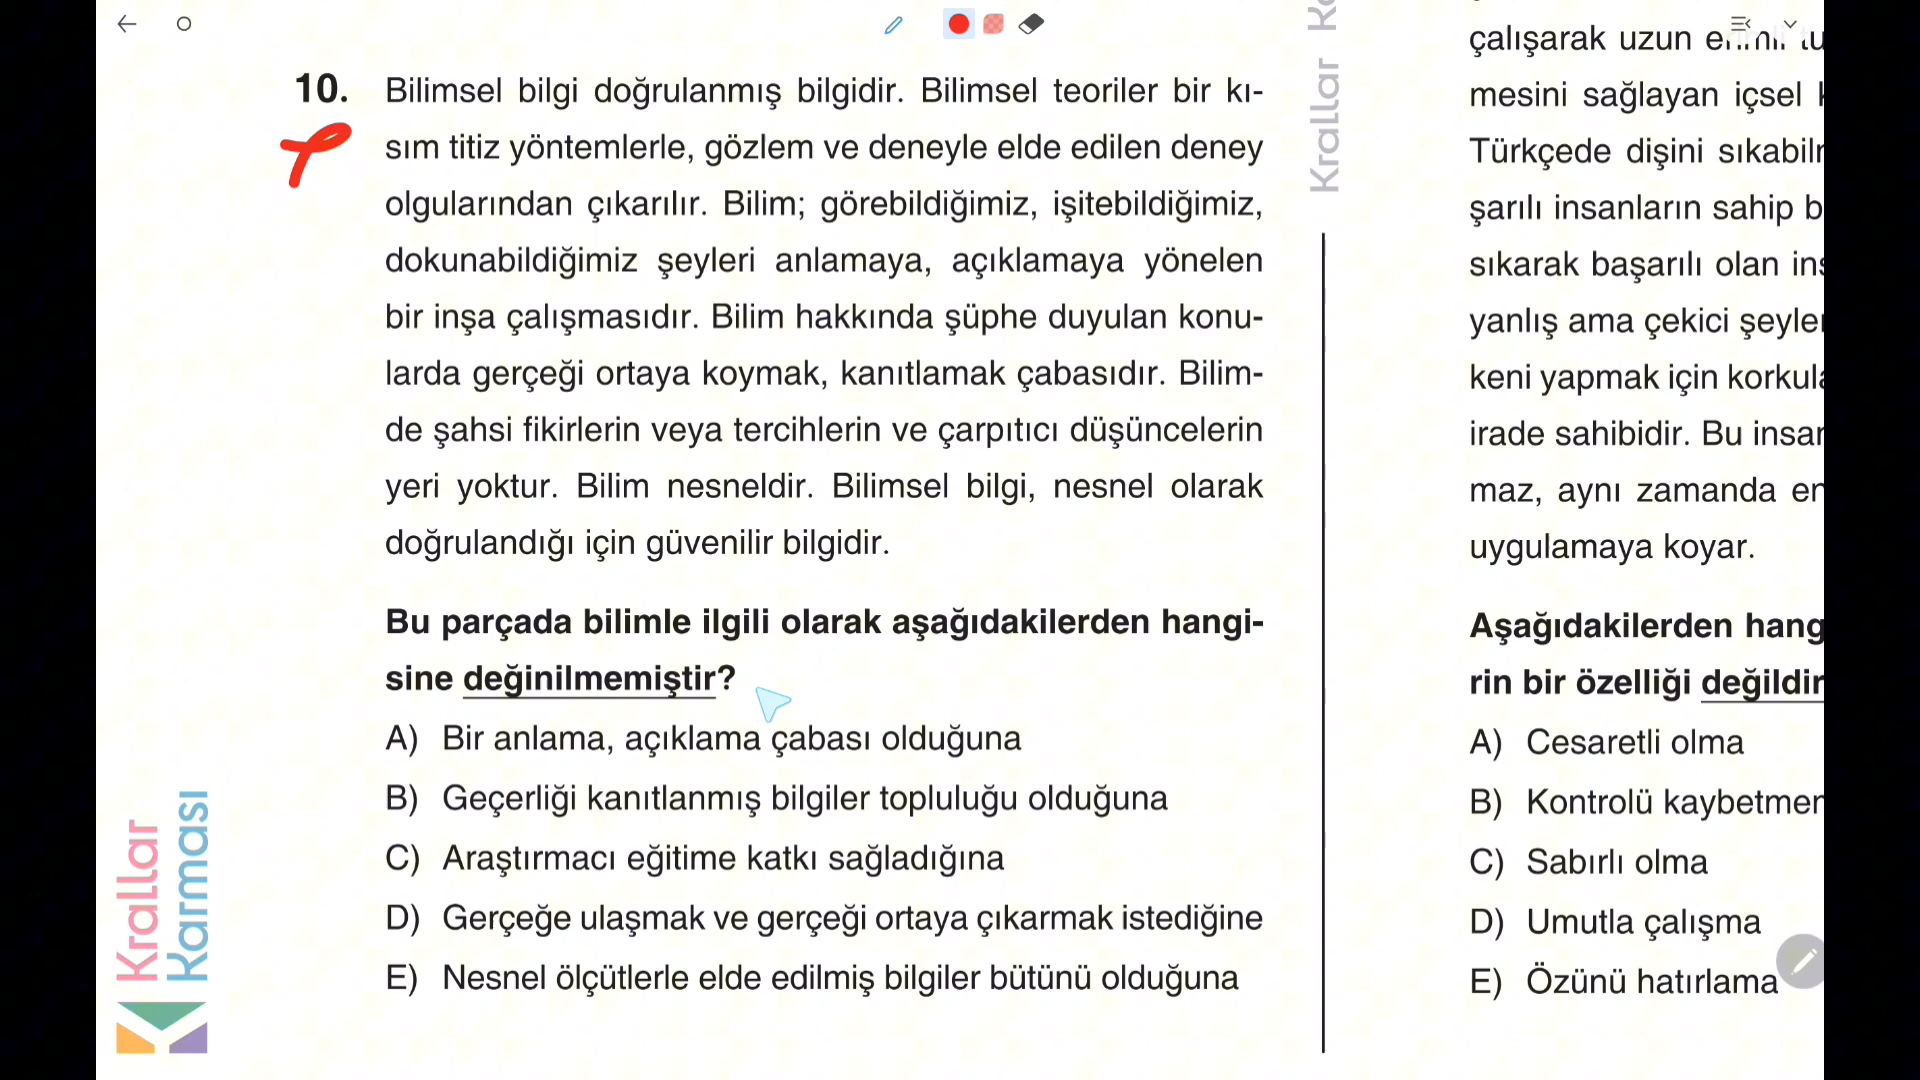 10. Bilimsel bilgi doğrulanmış bilgidir. Bilimsel teoriler bir kı-
sım titiz yöntemlerle, gözlem ve deneyle elde edilen deney
olgularından çıkarılır. Bilim; görebildiğimiz, işitebildiğimiz,
dokunabildiğimiz şeyleri anlamaya, açıklamaya yönelen
bir inşa çalışmasıdır. Bilim hakkında şüphe duyulan konu-
larda gerçeği ortaya koymak, kanıtlamak çabasıdır. Bilim-
de şahsi fikirlerin veya tercihlerin ve çarpıtıcı düşüncelerin
yeri yoktur. Bilim nesneldir. Bilimsel bilgi, nesnel olarak
doğrulandığı için güvenilir bilgidir.
Bu parçada bilimle ilgili olarak aşağıdakilerden hangi-
sine değinilmemiştir?
A) Bir anlama, açıklama çabası olduğuna
B) Geçerliği kanıtlanmış bilgiler topluluğu olduğuna
C) Araştırmacı eğitime katkı sağladığına
D) Gerçeğe ulaşmak ve gerçeği ortaya çıkarmak istediğine
E) Nesnel ölçütlerle elde edilmiş bilgiler bütünü olduğuna
Krallar
Karması
Krallar
çalışarak uzun
mesini sağlayan içsel
Türkçede dişini
şarılı insanların sahip
sıkarak başarılı olan
yanlış ama çekici
keni yapmak için
irade sahibidir. Bu
maz, aynı zamanda
uygulamaya koyar.
Aşağıdakilerden
rin bir özelliği değildir
A) Cesaretli olma
B) Kontrolü
C) Sabırlı olma
D) Umutla çalışma
E) Özünü hatırlama